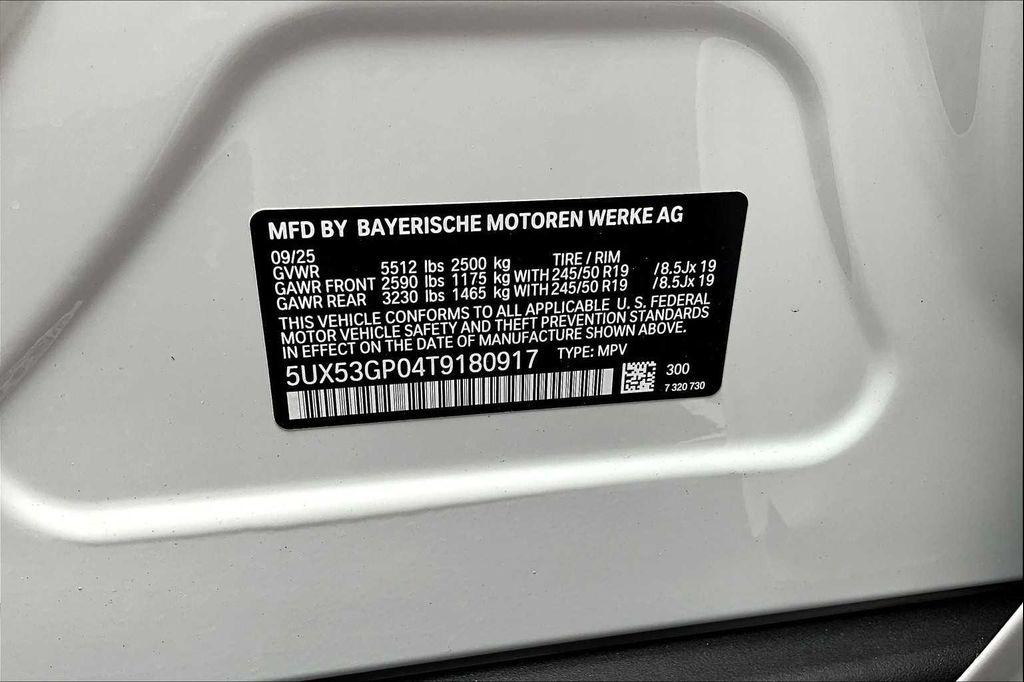 MFD BY BAYERISCHE MOTOREN WERKE AG
09/25
GVWR 5512 lbs 2500 kg TIRE / RIM
GAWR FRONT 2590 lbs 1175 kg WITH 245/50 R19 /8.5Jx 19
GAWR REAR 3230 lbs 1465 kg WITH 245/50 R19 /8.5Jx 19
THIS VEHICLE CONFORMS TO ALL APPLICABLE U. S. FEDERAL
MOTOR VEHICLE SAFETY AND THEFT PREVENTION STANDARDS
IN EFFECT ON THE DATE OF MANUFACTURE SHOWN ABOVE.
5UX53GP04T9180917 TYPE: MPV
300
7 320 730